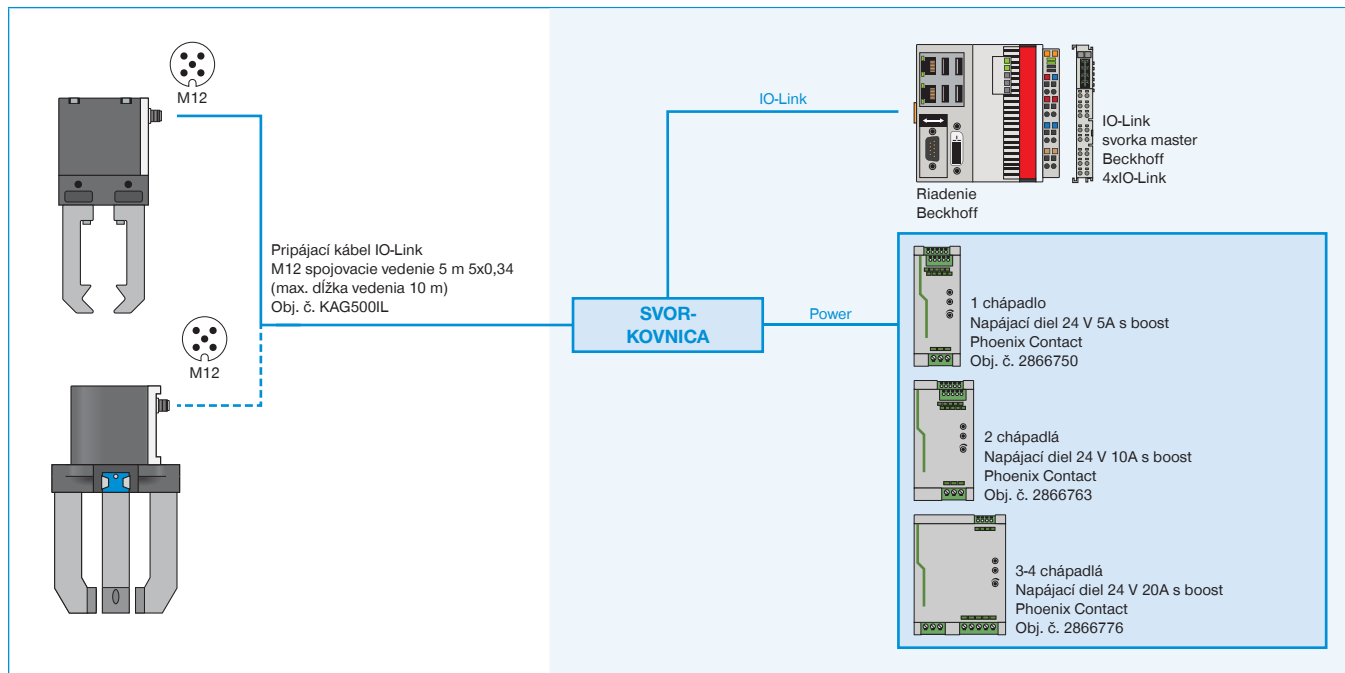 M12
Pripájací kábel IO-Link
M12 spojovacie vedenie 5 m 5x0,34
(max. dĺžka vedenia 10 m)
Obj. č. KAG500IL
M12
SVOR-
KOVNICA
IO-Link
Power
Riadenie
Beckhoff
IO-Link
svorka master
Beckhoff
4xIO-Link
1 chápadlo
Napájací diel 24 V 5A s boost
Phoenix Contact
Obj. č. 2866750
2 chápadlá
Napájací diel 24 V 10A s boost
Phoenix Contact
Obj. č. 2866763
3-4 chápadlá
Napájací diel 24 V 20A s boost
Phoenix Contact
Obj. č. 2866776